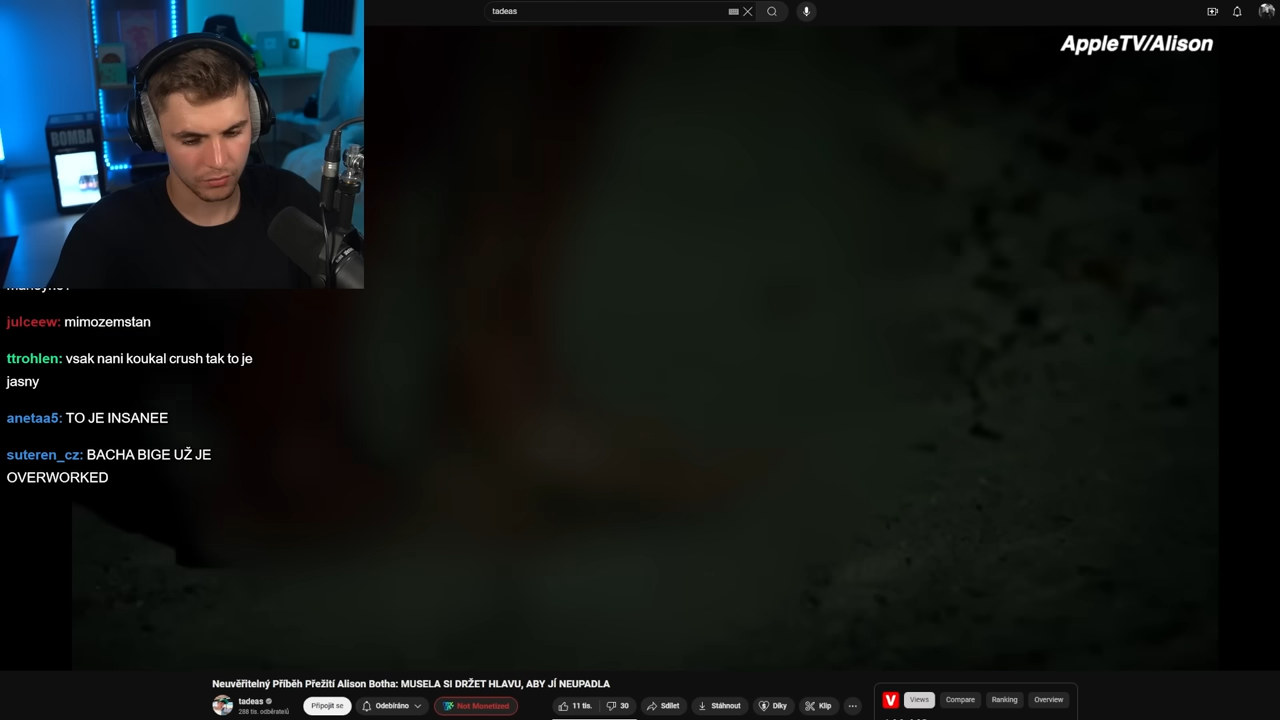 tadeas
AppleTV/Alison
BOMBA
julceew: mimozemstan
ttrohlen: vsak nani koukal crush tak to je
jasny
anetaa5: TO JE INSANEE
suteren_cz: BACHA BIGE UŽ JE
OVERWORKED
Neuvěřitelný Příběh Přežití Alison Botha: MUSELA SI DRŽET HLAVU, ABY JÍ NEUPADLA
tadeas
288 tis. odběratelů
Připojit se
Odebíráno
Not Monetized
11 tis.
30
Sdílet
Stáhnout
Díky
Klip
Views
Compare
Ranking
Overview